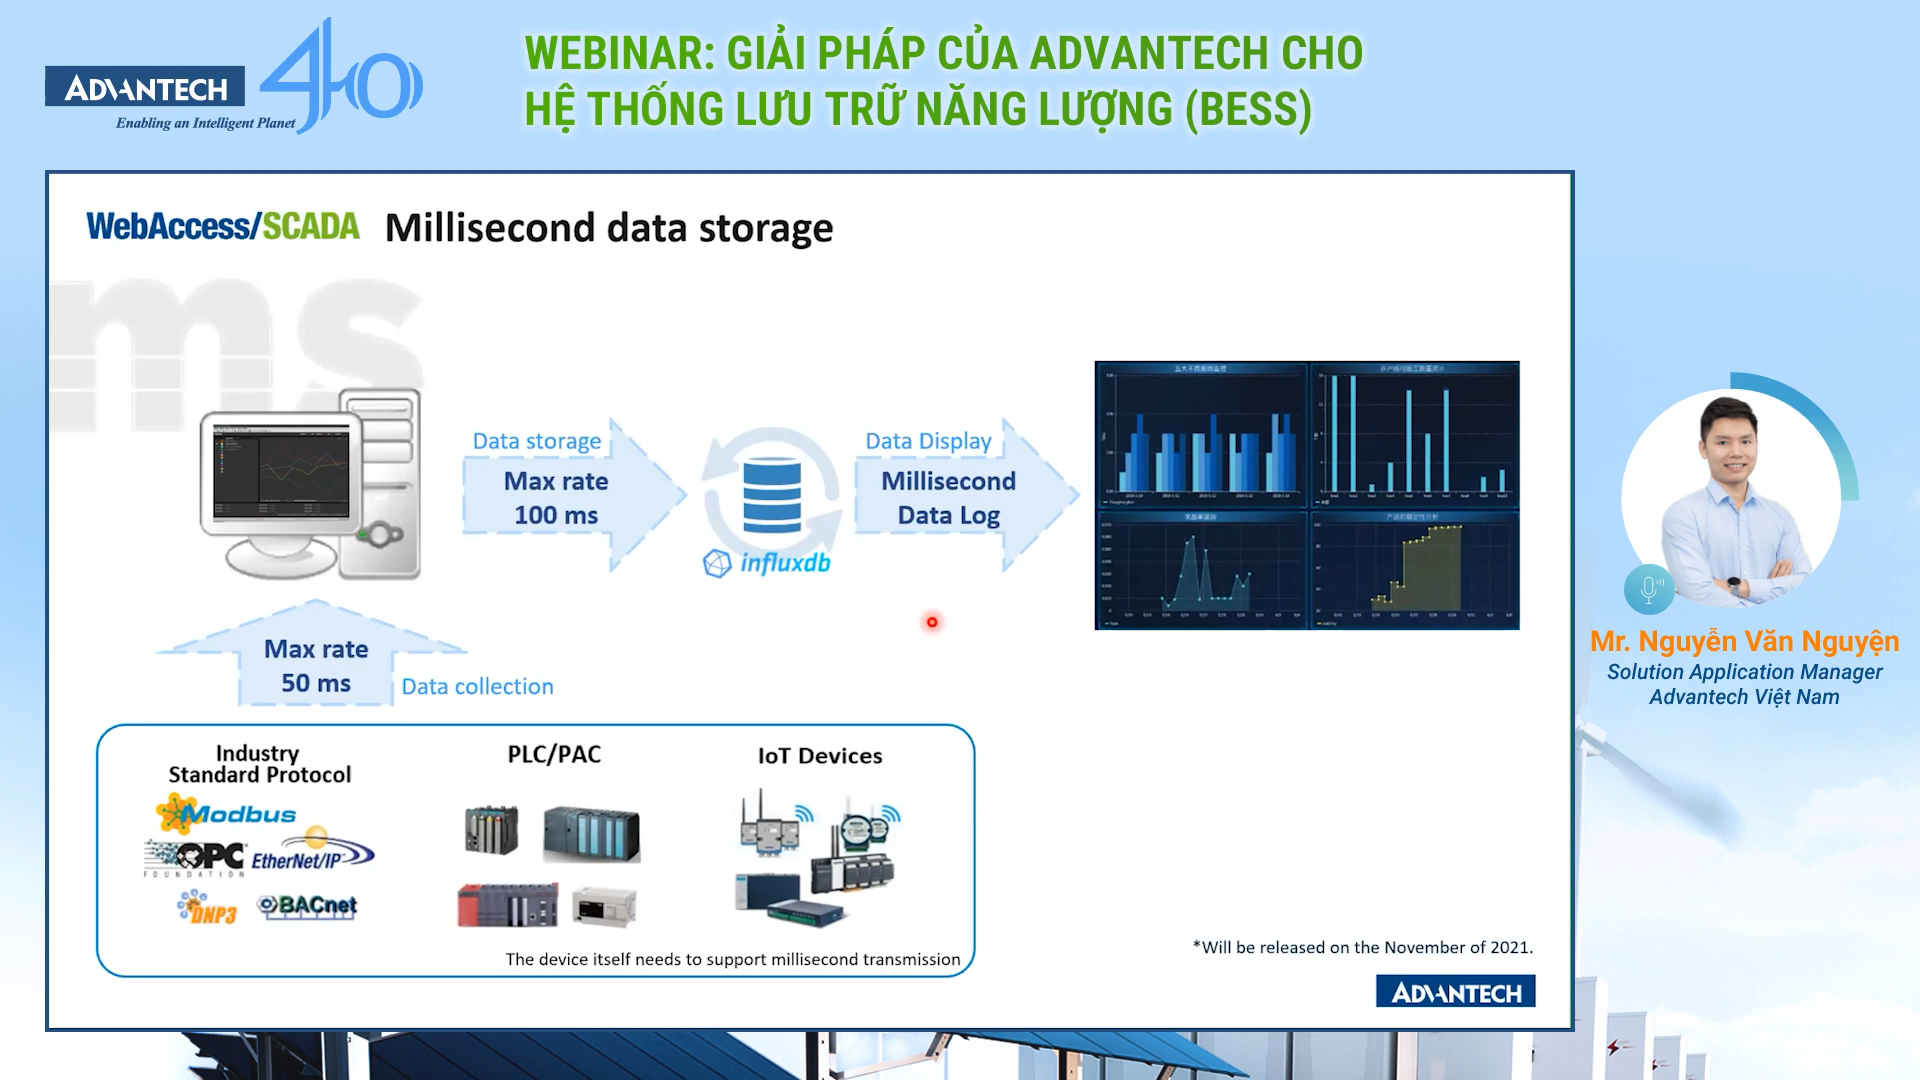 ADVANTECH
Enabling an Intelligent Planet
40
WEBINAR: GIẢI PHÁP CỦA ADVANTECH CHO
HỆ THỐNG LƯU TRỮ NĂNG LƯỢNG (BESS)
WebAccess/SCADA Millisecond data storage
ms
Data storage
Max rate
100 ms
influxdb
Data Display
Millisecond
Data Log
Max rate
50 ms
Data collection
Industry
Standard Protocol
Modbus
OPC
FOUNDATION
EtherNet/IP
DNP3
BACnet
PLC/PAC
IoT Devices
The device itself needs to support millisecond transmission
*Will be released on the November of 2021.
ADVANTECH
Mr. Nguyễn Văn Nguyện
Solution Application Manager
Advantech Việt Nam